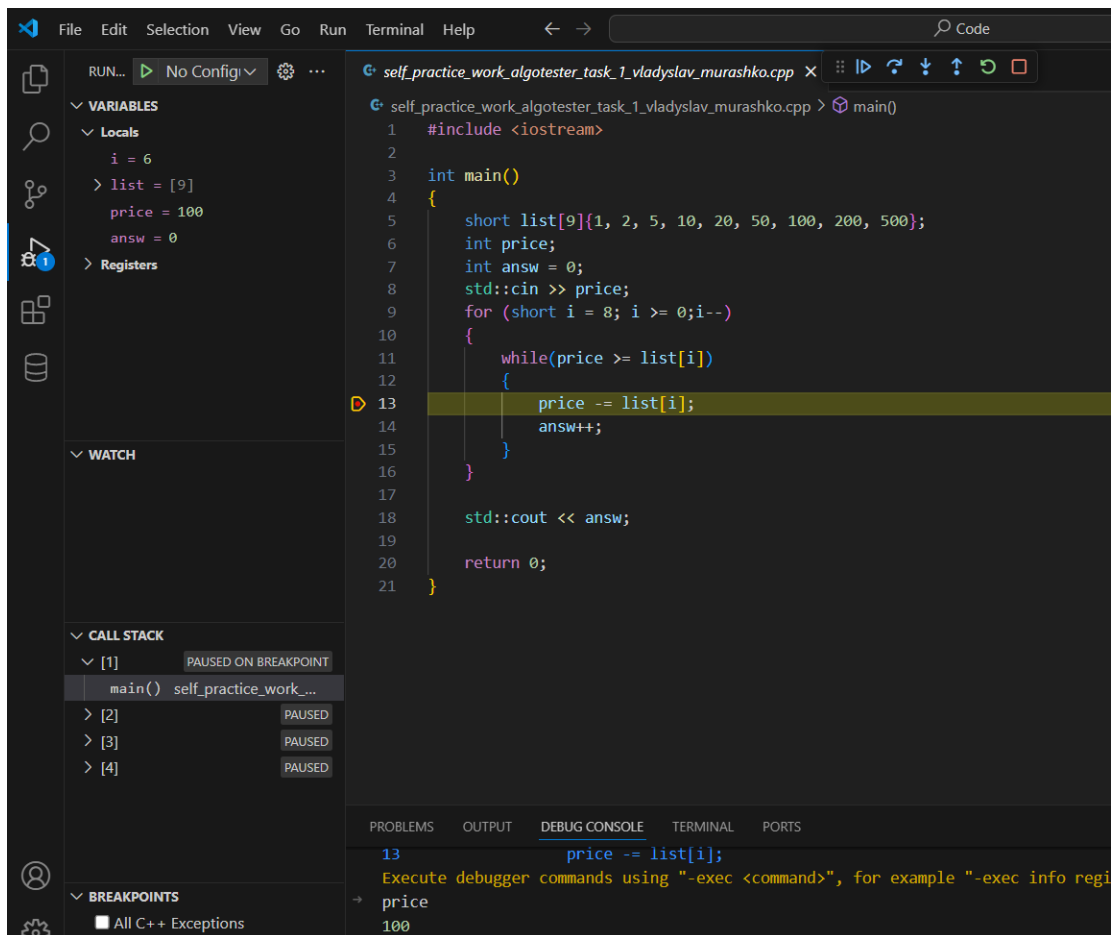 File Edit Selection View Go Run Terminal Help Code
RUN... No Config
VARIABLES
Locals
i = 6
list = [9]
price = 100
answ = 0
Registers
WATCH
CALL STACK
[1] PAUSED ON BREAKPOINT
main() self_practice_work_...
[2] PAUSED
[3] PAUSED
[4] PAUSED
BREAKPOINTS
All C++ Exceptions
1
self_practice_work_algotester_task_1_vladyslav_murashko.cpp
self_practice_work_algotester_task_1_vladyslav_murashko.cpp > main()
1 #include <iostream>
2
3 int main()
4 {
5 short list[9]{1, 2, 5, 10, 20, 50, 100, 200, 500};
6 int price;
7 int answ = 0;
8 std::cin >> price;
9 for (short i = 8; i >= 0;i--)
10 {
11 while(price >= list[i])
12 {
13 price -= list[i];
14 answ++;
15 }
16 }
17
18 std::cout << answ;
19
20 return 0;
21 }
PROBLEMS OUTPUT DEBUG CONSOLE TERMINAL PORTS
13 price -= list[i];
Execute debugger commands using "-exec <command>", for example "-exec info regi
price
100